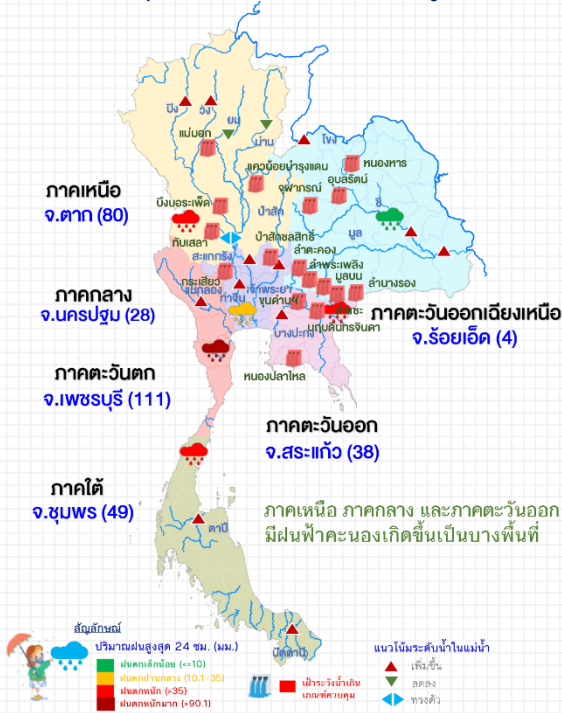 ปิง
วัง
ยม
แม่มอก
น่าน
โขง
แควน้อยบำรุงแดน
หนองหาร
จุฬาภรณ์
อุบลรัตน์
ภาคเหนือ
จ.ตาก (80)
บึงบอระเพ็ด
ป่าสัก
ชี
มูล
ทับเสลา
ป่าสักชลสิทธิ์
สะแกกรัง
ลำตะคอง
ลำพระเพลิง
มูลบน
ลำนางรอง
กระเสียว
แม่กลอง
เจ้าพระยา
ท่าจีน
ขุนด่านฯ
ภาคกลาง
จ.นครปฐม (28)
ภาคตะวันออกเฉียงเหนือ
จ.ร้อยเอ็ด (4)
นฤบดินทรจินดา
บางปะกง
หนองปลาไหล
ภาคตะวันตก
จ.เพชรบุรี (111)
ภาคตะวันออก
จ.สระแก้ว (38)
ภาคใต้
จ.ชุมพร (49)
ภาคเหนือ ภาคกลาง และภาคตะวันออก
มีฝนฟ้าคะนองเกิดขึ้นเป็นบางพื้นที่
ตาปี
ปัตตานี
สัญลักษณ์
ปริมาณฝนสูงสุด 24 ชม. (มม.)
ฝนตกเล็กน้อย (<=10)
ฝนตกปานกลาง (10.1-35)
ฝนตกหนัก (>35)
ฝนตกหนักมาก (>90.1)
เฝ้าระวังน้ำเกิน
เกณฑ์ควบคุม
แนวโน้มระดับน้ำในแม่น้ำ
เพิ่มขึ้น
ลดลง
ทรงตัว